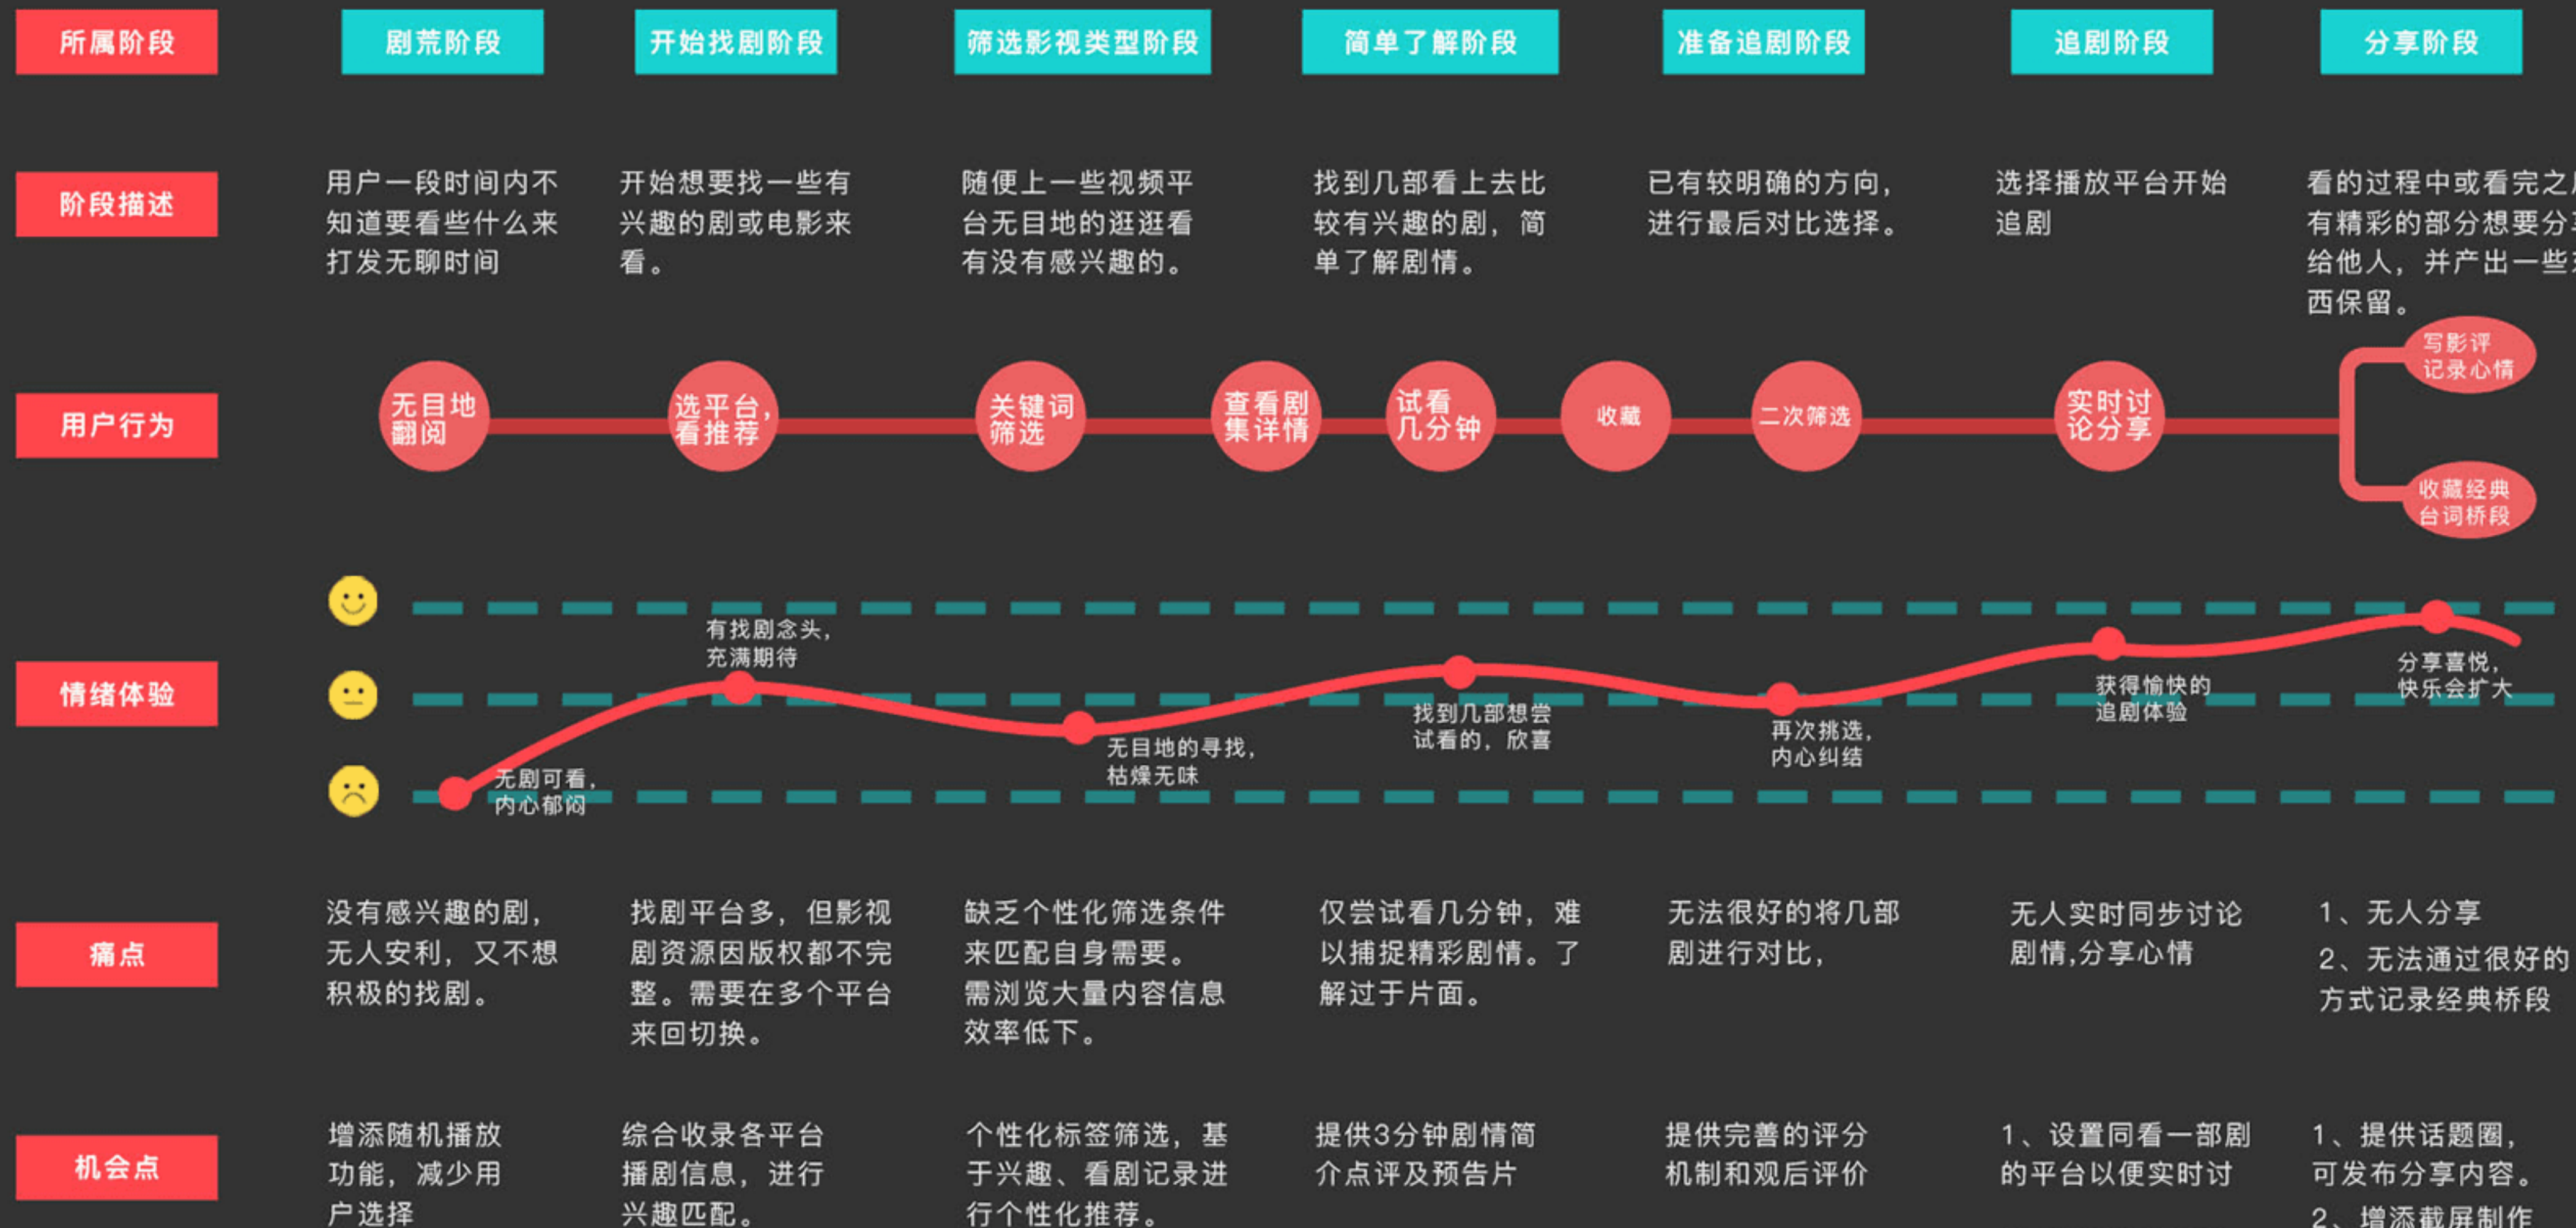 所属阶段
剧荒阶段
开始找剧阶段
筛选影视类型阶段
简单了解阶段
准备追剧阶段
追剧阶段
分享阶段
阶段描述
用户一段时间内不
知道要看些什么来
打发无聊时间
开始想要找一些有
兴趣的剧或电影来
看。
随便上一些视频平
台无目地的逛逛看
有没有感兴趣的。
找到几部看上去比
较有兴趣的剧，简
单了解剧情。
已有较明确的方向，
进行最后对比选择。
选择播放平台开始
追剧
看的过程中或看完之
有精彩的部分想要分
给他人，并产出一些
西保留。
用户行为
无目地
翻阅
选平台，
看推荐
关键词
筛选
查看剧
集详情
试看
几分钟
收藏
二次筛选
实时讨
论分享
写影评
记录心情
收藏经典
台词桥段
情绪体验
无剧可看，
内心郁闷
有找剧念头，
充满期待
无目地的寻找，
枯燥无味
找到几部想尝
试看的，欣喜
再次挑选，
内心纠结
获得愉快的
追剧体验
分享喜悦，
快乐会扩大
痛点
没有感兴趣的剧，
无人安利，又不想
积极的找剧。
找剧平台多，但影视
剧资源因版权都不完
整。需要在多个平台
来回切换。
缺乏个性化筛选条件
来匹配自身需要。
需浏览大量内容信息
效率低下。
仅尝试看几分钟，难
以捕捉精彩剧情。了
解过于片面。
无法很好的将几部
剧进行对比，
无人实时同步讨论
剧情,分享心情
1、无人分享
2、无法通过很好的
方式记录经典桥段
机会点
增添随机播放
功能，减少用
户选择
综合收录各平台
播剧信息，进行
兴趣匹配。
个性化标签筛选，基
于兴趣、看剧记录进
行个性化推荐。
提供3分钟剧情简
介点评及预告片
提供完善的评分
机制和观后评价
1、设置同看一部剧
的平台以便实时讨
1、提供话题圈，
可发布分享内容。
2、增添截屏制作